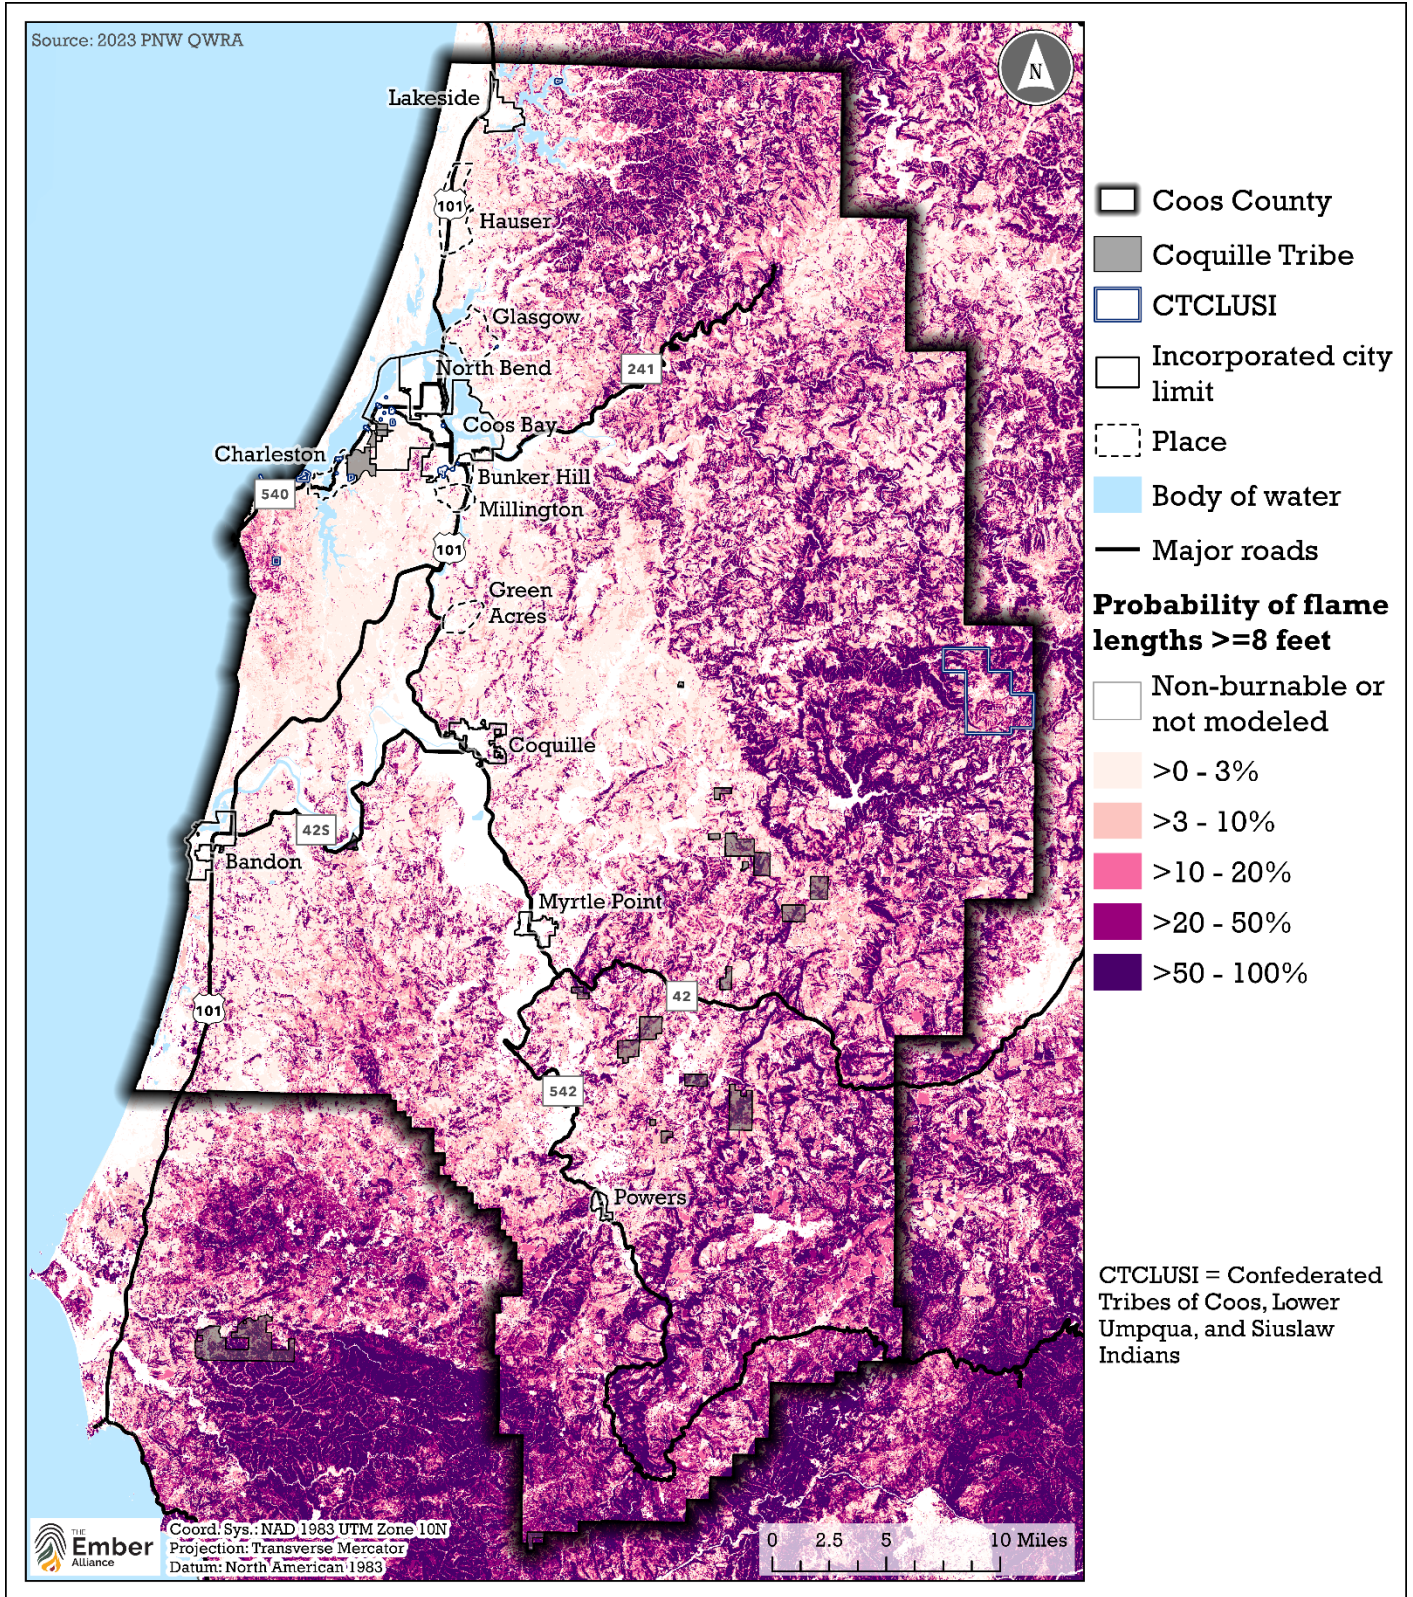 Source: 2023 PNW QWRA
N
Lakeside
101
Hauser
Glasgow
North Bend
241
Coos Bay
Charleston
Bunker Hill
540
Millington
101
Green
Acres
Coquille
42S
Bandon
Myrtle Point
42
101
542
Powers
Coos County
Coquille Tribe
CTCLUSI
Incorporated city
limit
Place
Body of water
Major roads
Probability of flame
lengths >=8 feet
Non-burnable or
not modeled
>0 - 3%
>3 - 10%
>10 - 20%
>20 - 50%
>50 - 100%
CTCLUSI = Confederated
Tribes of Coos, Lower
Umpqua, and Siuslaw
Indians
THE
Ember
Alliance
Coord. Sys.: NAD 1983 UTM Zone 10N
Projection: Transverse Mercator
Datum: North American 1983
0 2.5 5 10 Miles